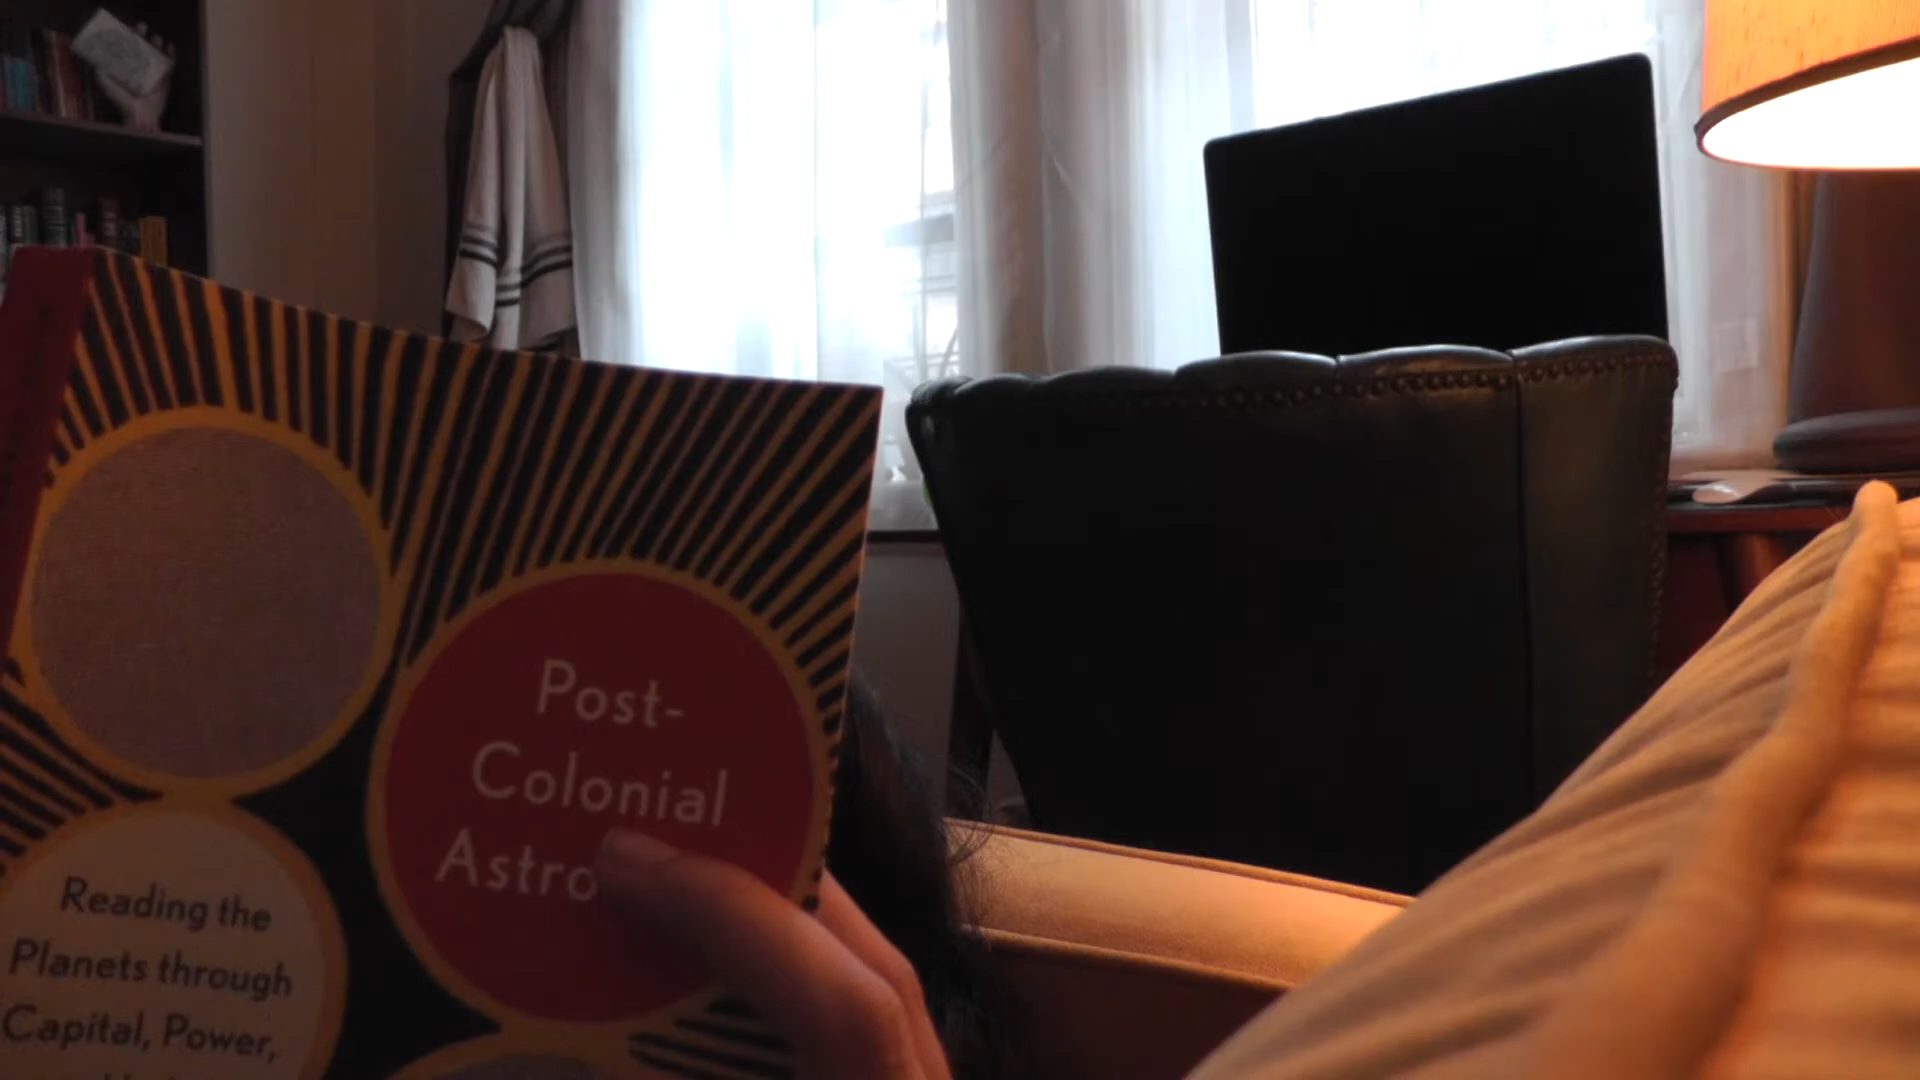 Post-
Colonial
Astro
Reading the
Planets through
Capital, Power,